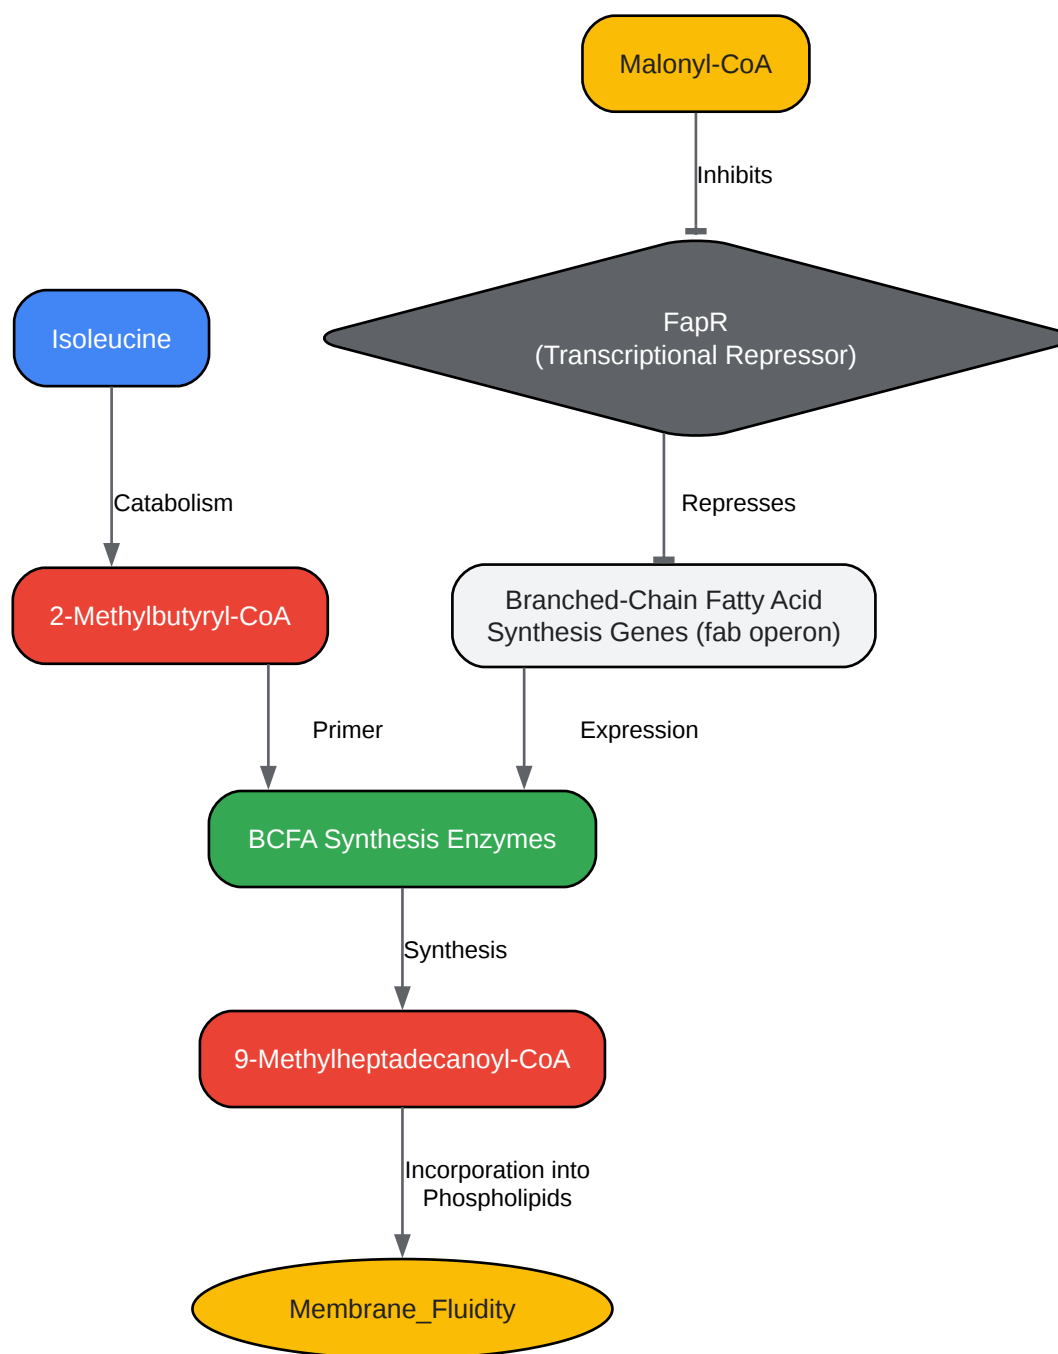 Malonyl-CoA
Inhibits
FapR
(Transcriptional Repressor)
Isoleucine
Catabolism
Represses
2-Methylbutyryl-CoA
Branched-Chain Fatty Acid
Synthesis Genes (fab operon)
Primer
Expression
BCFA Synthesis Enzymes
Synthesis
9-Methylheptadecanoyl-CoA
Incorporation into
Phospholipids
Membrane_Fluidity